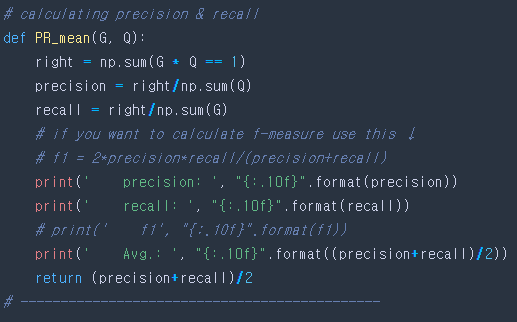 # calculating precision & recall
def PR_mean(G, Q):
    right = np.sum(G * Q == 1)
    precision = right/np.sum(Q)
    recall = right/np.sum(G)
    # if you want to calculate f-measure use this ↓
    # f1 = 2*precision*recall/(precision+recall)
    print('    precision: ', "{:.10f}".format(precision))
    print('    recall: ', "{:.10f}".format(recall))
    # print('    f1', "{:.10f}".format(f1))
    print('    Avg.: ', "{:.10f}".format((precision+recall)/2))
    return (precision+recall)/2
# ----------------------------------------